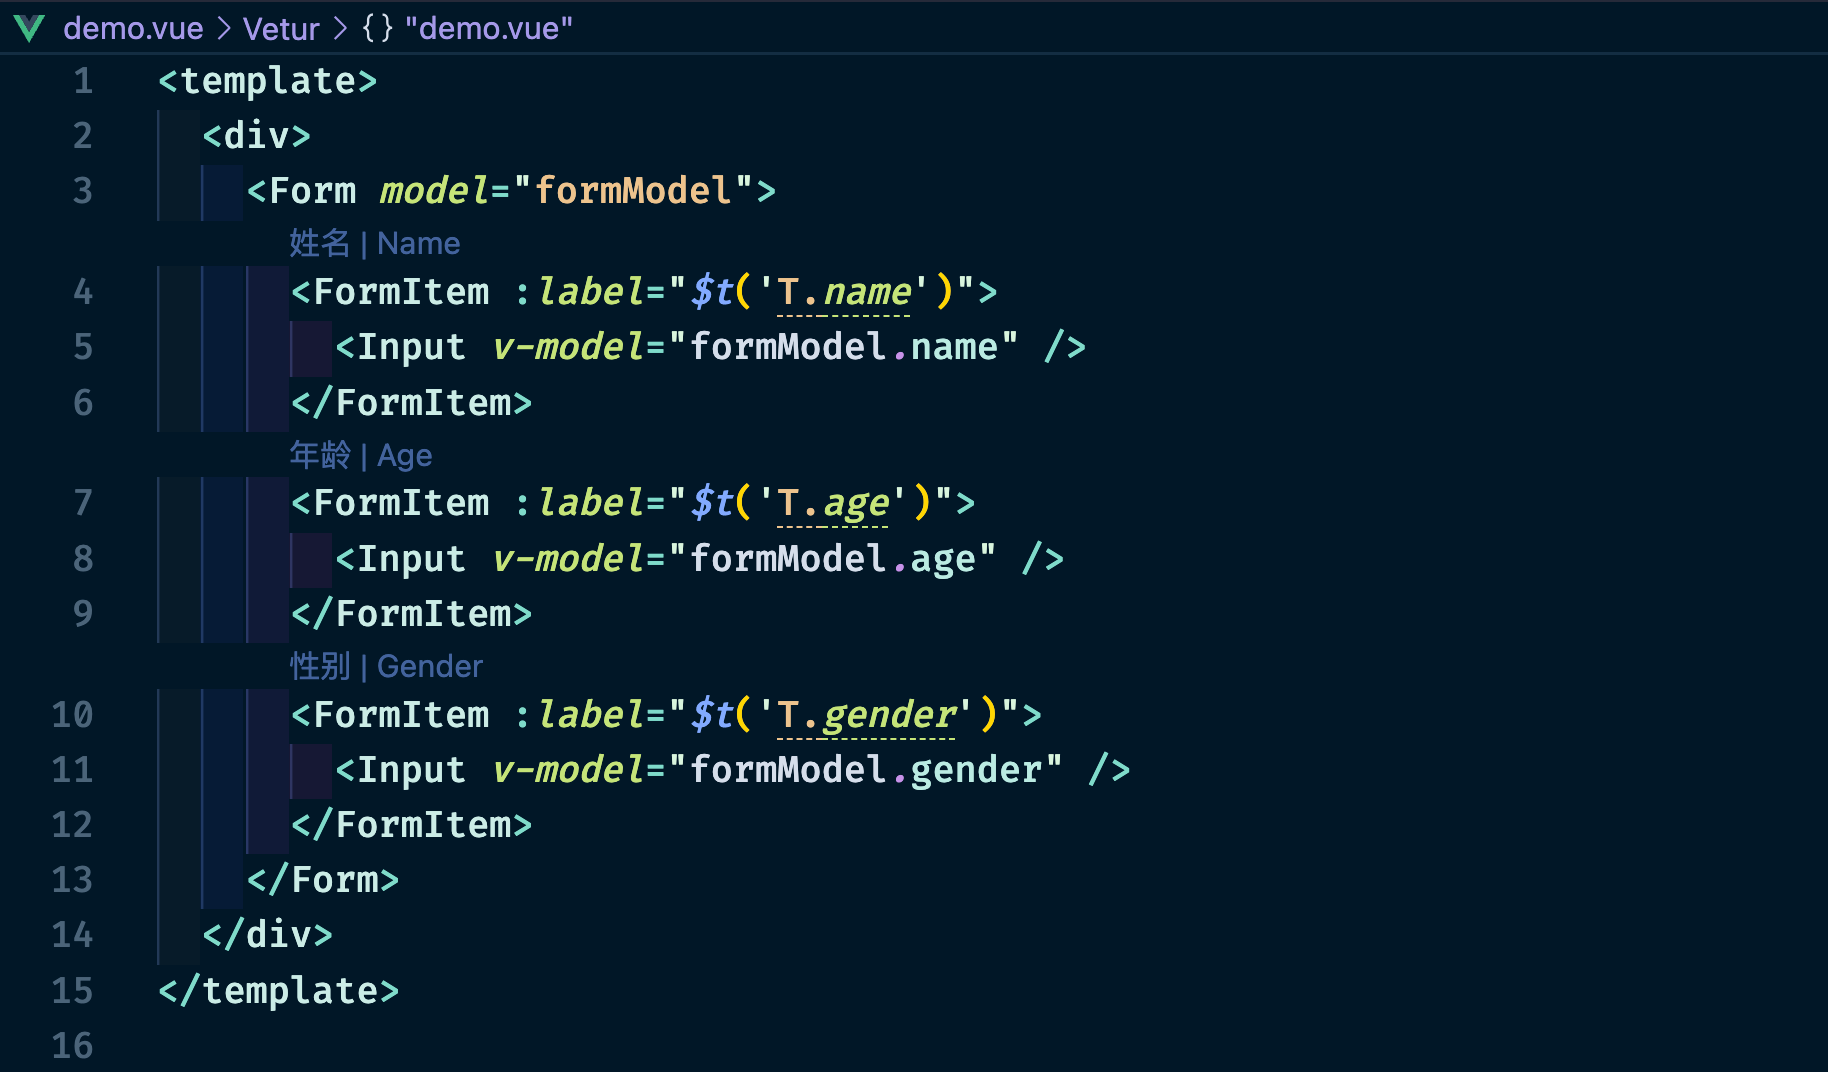 demo.vue > Vetur > {} "demo.vue"
1 <template>
2   <div>
3     <Form model="formModel">
姓名 | Name
4       <FormItem :label="$t('T.name')">
5         <Input v-model="formModel.name" />
6       </FormItem>
年龄 | Age
7       <FormItem :label="$t('T.age')">
8         <Input v-model="formModel.age" />
9       </FormItem>
性别 | Gender
10       <FormItem :label="$t('T.gender')">
11         <Input v-model="formModel.gender" />
12       </FormItem>
13     </Form>
14   </div>
15 </template>
16